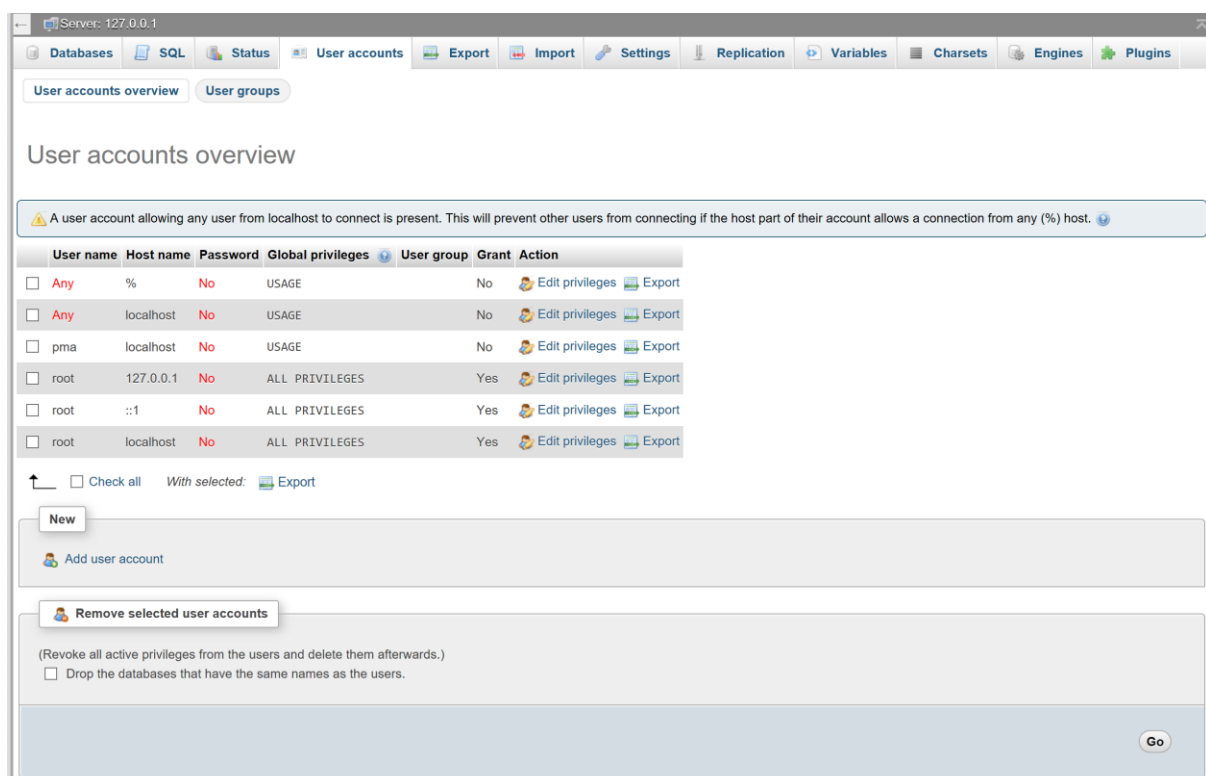 Server: 127.0.0.1
Databases SQL Status User accounts Export Import Settings Replication Variables Charsets Engines Plugins
User accounts overview User groups
User accounts overview
A user account allowing any user from localhost to connect is present. This will prevent other users from connecting if the host part of their account allows a connection from any (%) host.
User name Host name Password Global privileges User group Grant Action
Any % No USAGE No Edit privileges Export
Any localhost No USAGE No Edit privileges Export
pma localhost No USAGE No Edit privileges Export
root 127.0.0.1 No ALL PRIVILEGES Yes Edit privileges Export
root ::1 No ALL PRIVILEGES Yes Edit privileges Export
root localhost No ALL PRIVILEGES Yes Edit privileges Export
Check all With selected: Export
New
Add user account
Remove selected user accounts
(Revoke all active privileges from the users and delete them afterwards.)
Drop the databases that have the same names as the users.
Go